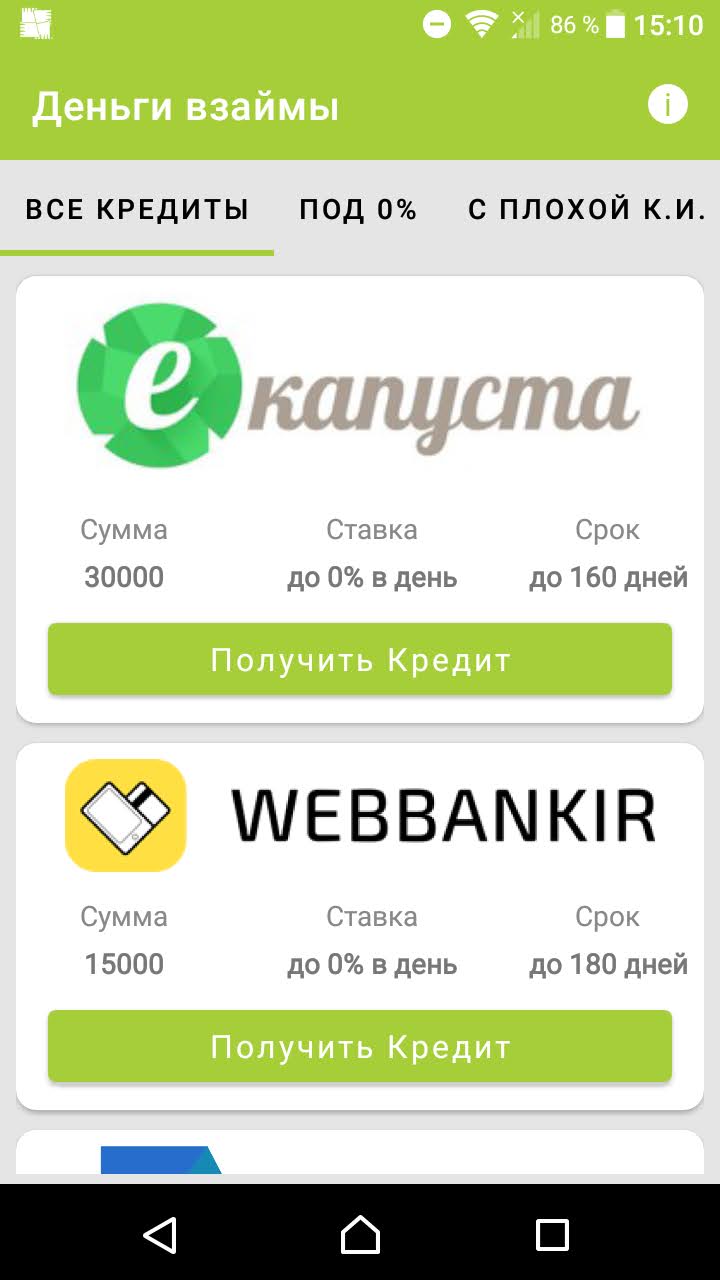 86 % 15:10
Деньги взаймы
ВСЕ КРЕДИТЫ ПОД 0% С ПЛОХОЙ К.И.
екапуста
Сумма Ставка Срок
30000 до 0% в день до 160 дней
Получить Кредит
WEBBANKIR
Сумма Ставка Срок
15000 до 0% в день до 180 дней
Получить Кредит